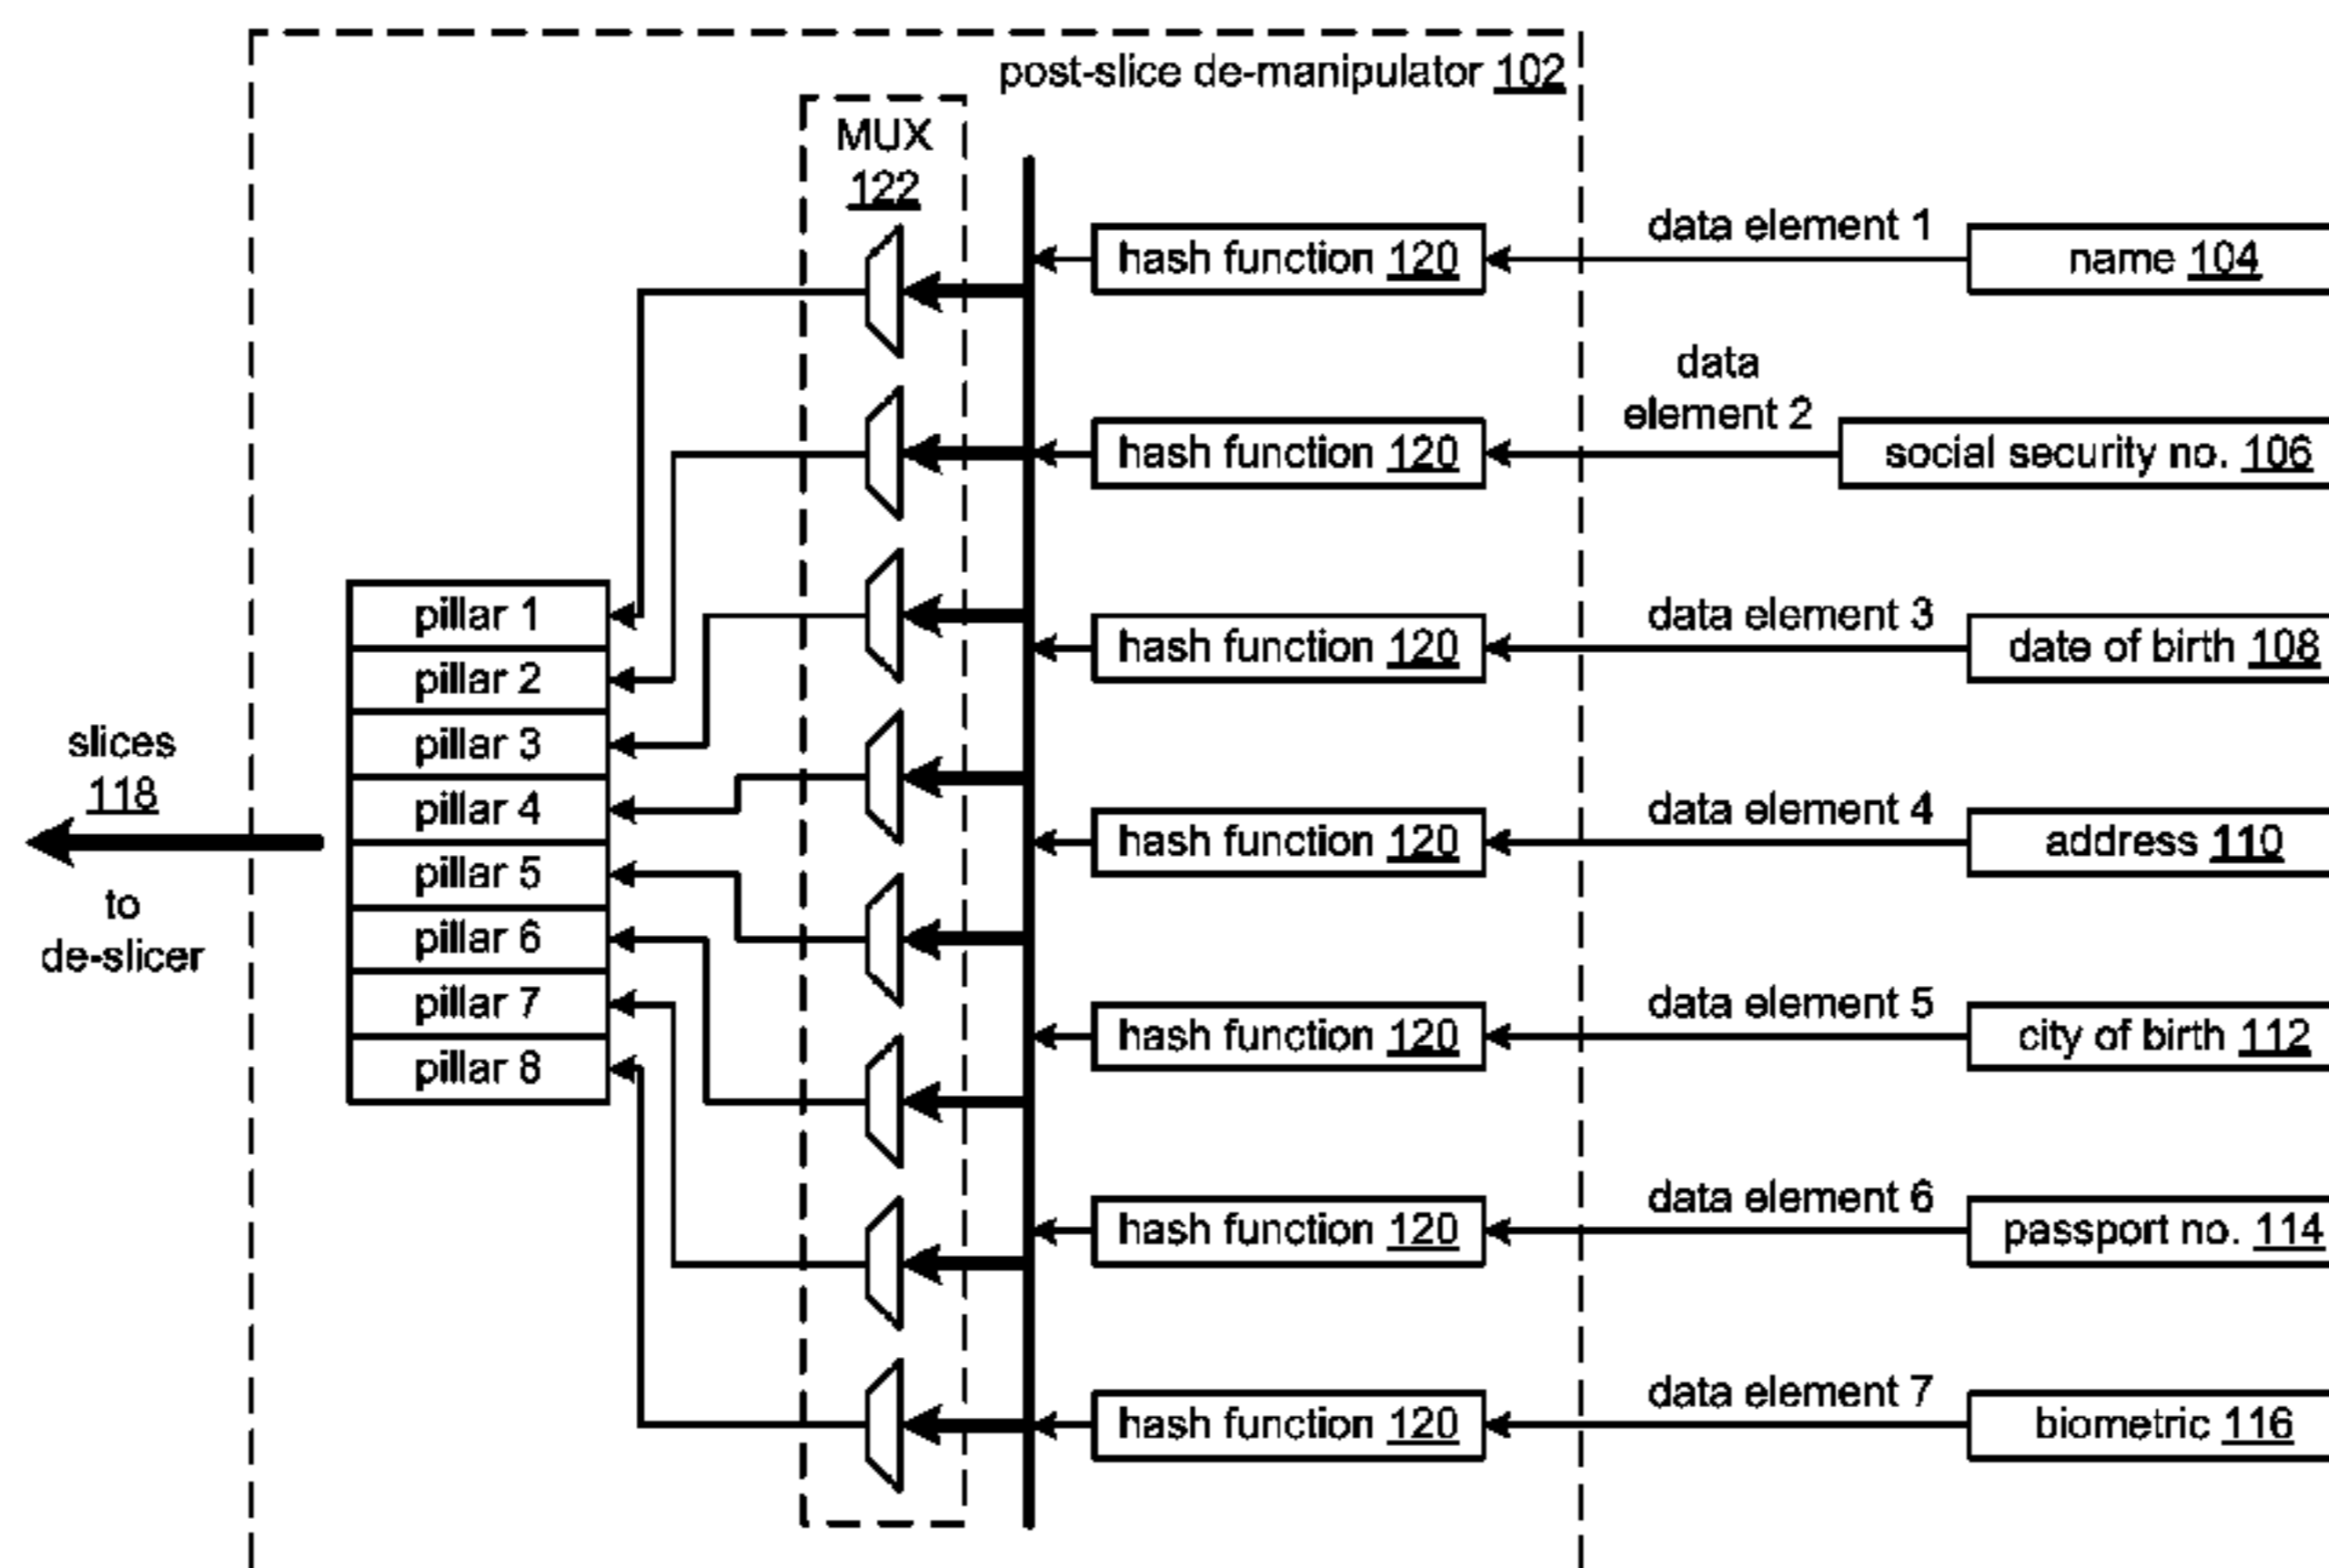 post-slice de-manipulator 102
MUX
122
hash function 120
data element 1
name 104
data
element 2
hash function 120
social security no. 106
hash function 120
data element 3
date of birth 108
hash function 120
data element 4
address 110
hash function 120
data element 5
city of birth 112
hash function 120
data element 6
passport no. 114
hash function 120
data element 7
biometric 116
pillar 1
pillar 2
pillar 3
pillar 4
pillar 5
pillar 6
pillar 7
pillar 8
slices
118
to
de-slicer